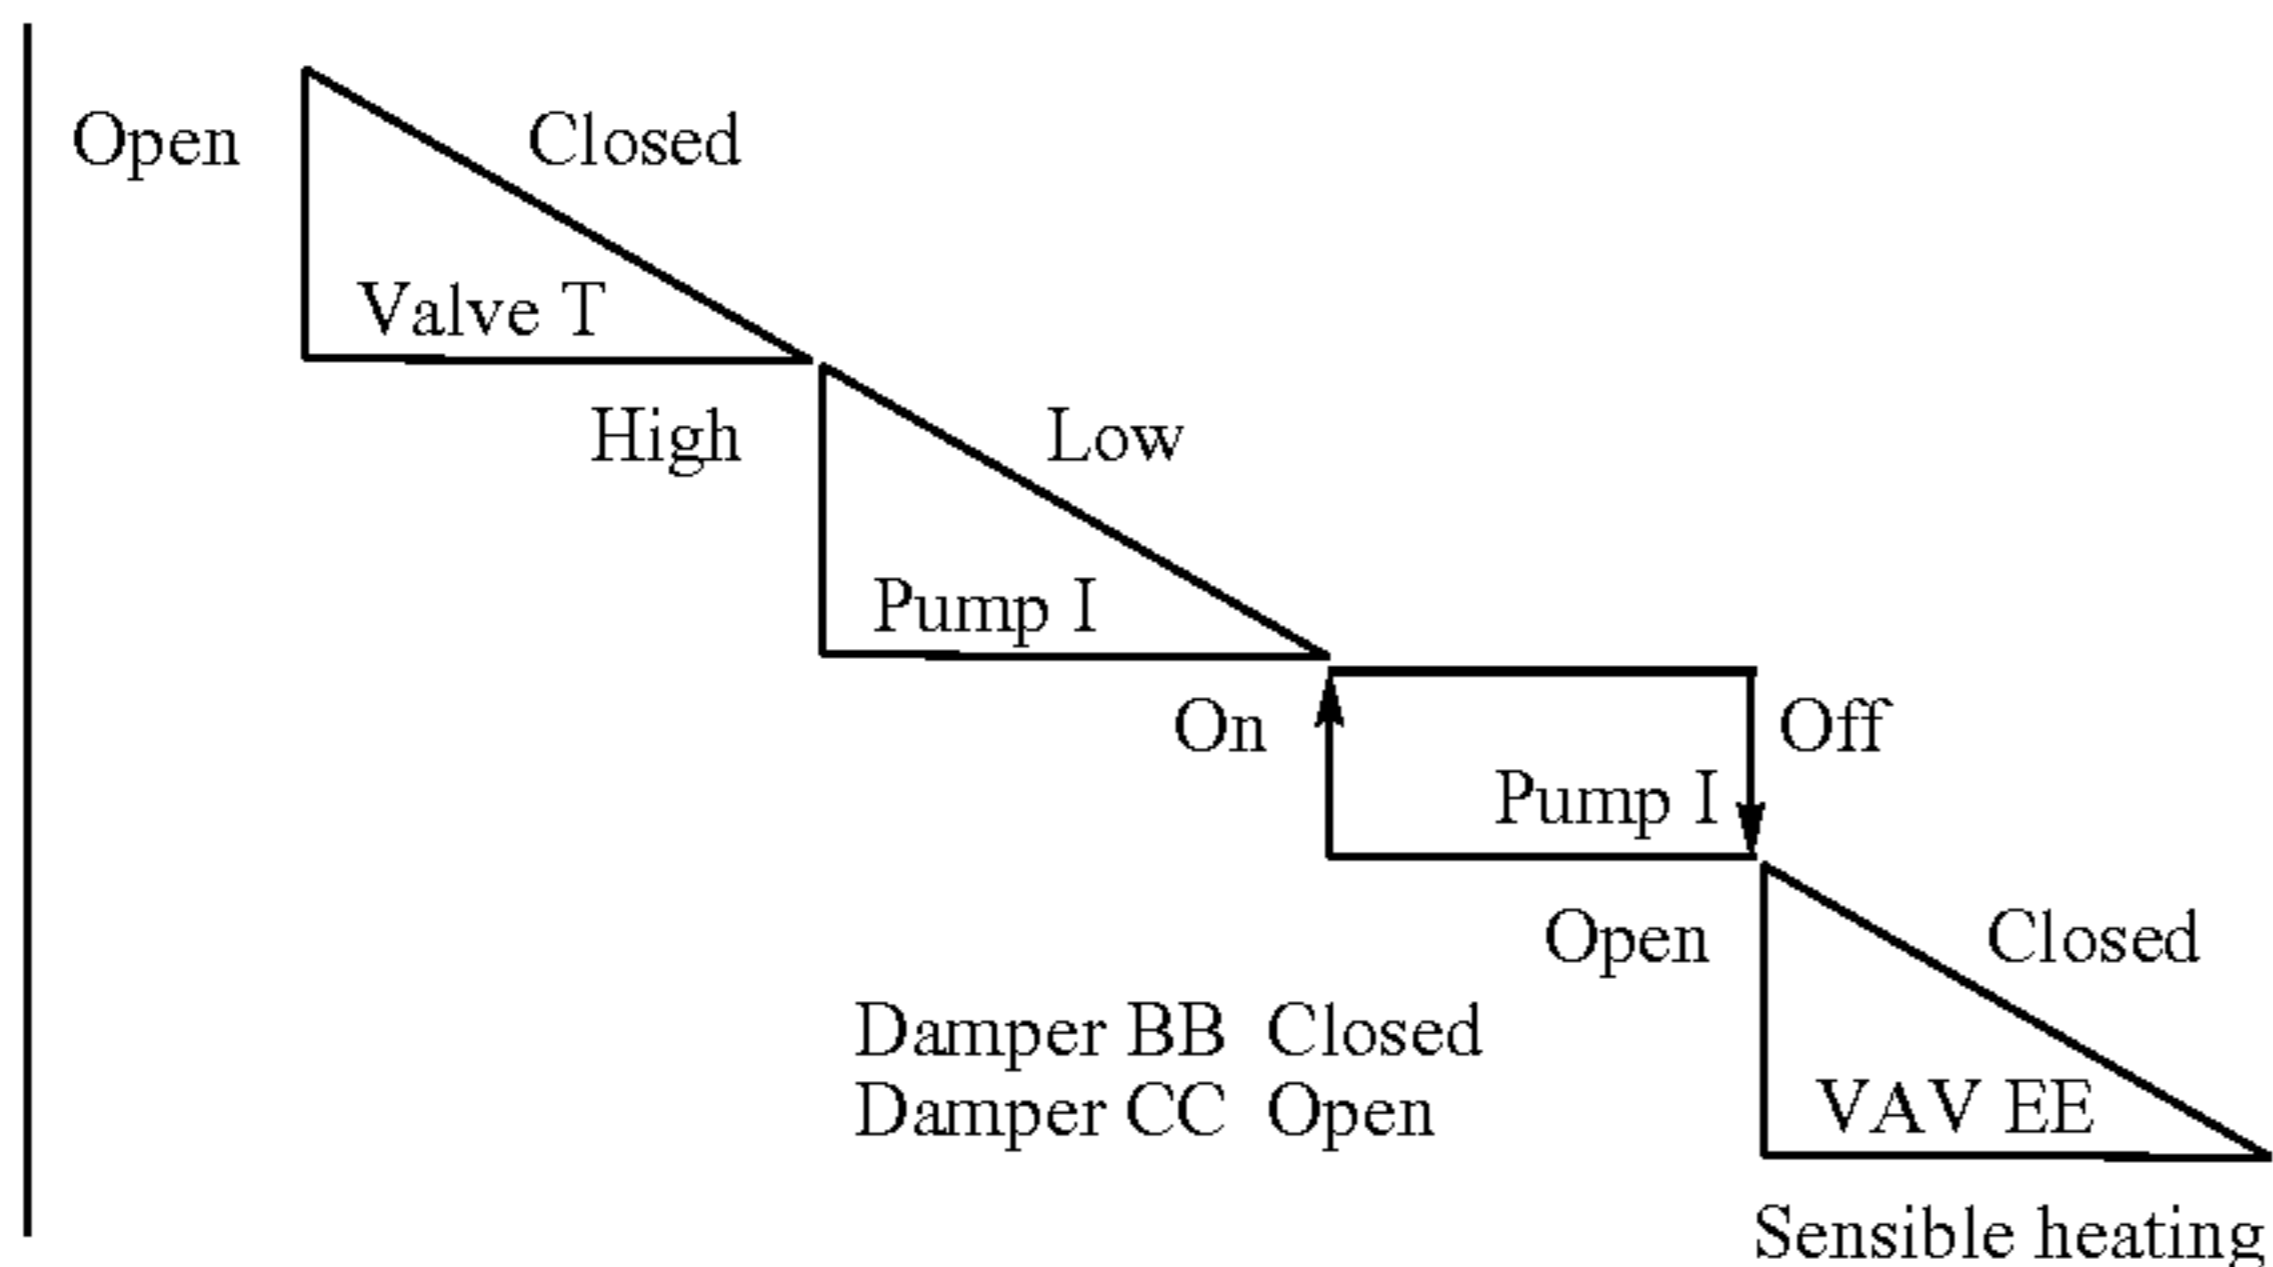 Open
Closed
Valve T
High
Low
Pump I
On
Off
Pump I
Open
Closed
Damper BB Closed
Damper CC Open
VAV EE
Sensible heating